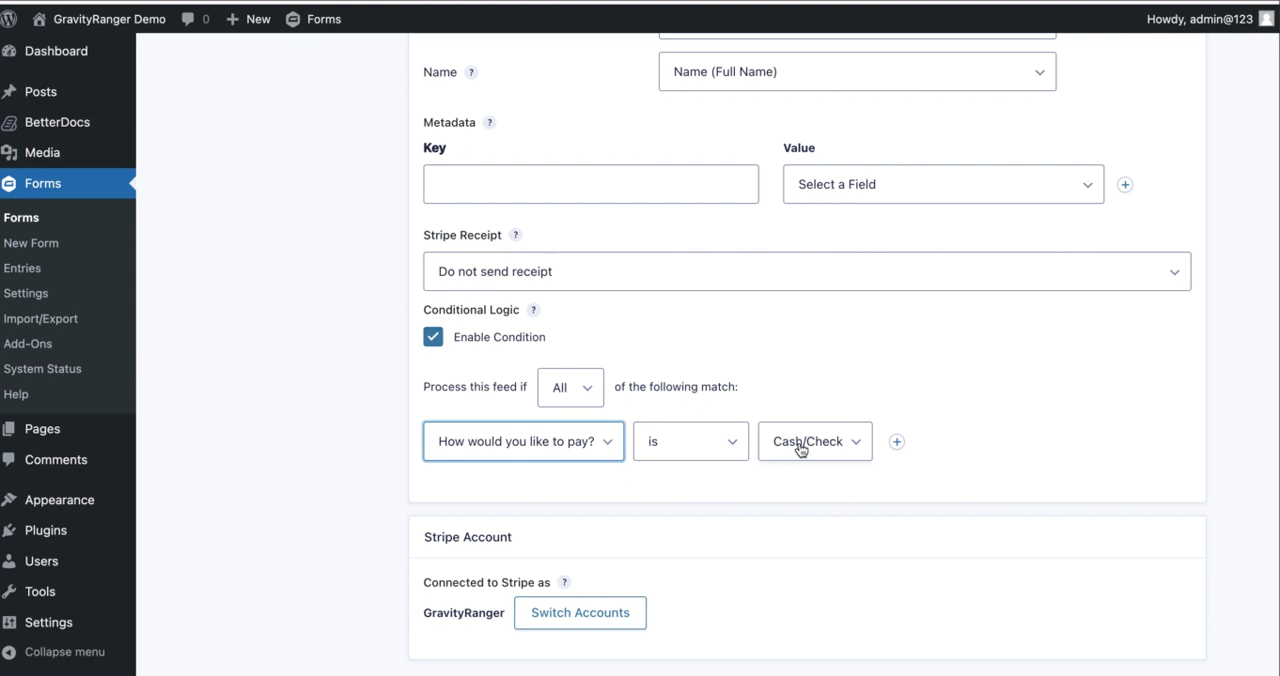 GravityRanger Demo 0 New Forms Howdy, admin@123
Dashboard
Posts
BetterDocs
Media
Forms
Forms
New Form
Entries
Settings
Import/Export
Add-Ons
System Status
Help
Pages
Comments
Appearance
Plugins
Users
Tools
Settings
Collapse menu
Name ? Name (Full Name)
Metadata ?
Key Value
Select a Field
Stripe Receipt ?
Do not send receipt
Conditional Logic ?
Enable Condition
Process this feed if All of the following match:
How would you like to pay? is Cash/Check
Stripe Account
Connected to Stripe as ?
GravityRanger Switch Accounts